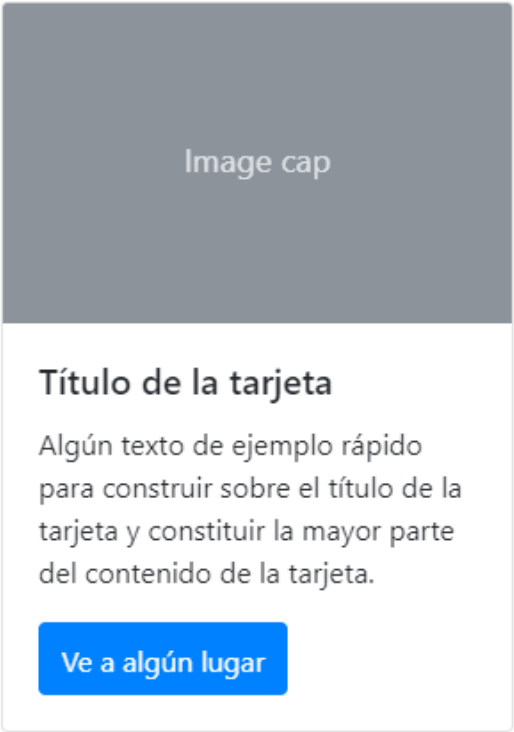 Image cap
Título de la tarjeta
Algún texto de ejemplo rápido
para construir sobre el título de la
tarjeta y constituir la mayor parte
del contenido de la tarjeta.
Ve a algún lugar